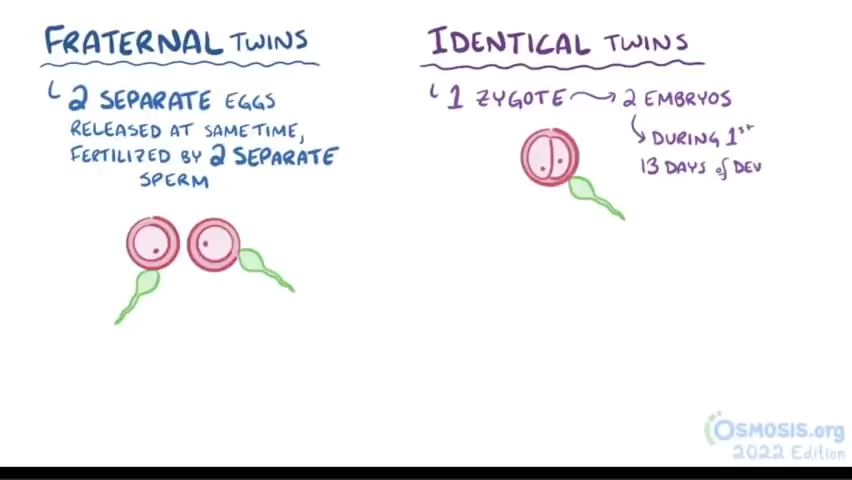 FRATERNAL TWINS
2 SEPARATE EGGS
RELEASED AT SAME TIME,
FERTILIZED BY 2 SEPARATE
SPERM
IDENTICAL TWINS
1 ZYGOTE → 2 EMBRYOS
DURING 1ST
13 DAYS of DEV
OSMOSIS.org
2022 Edition